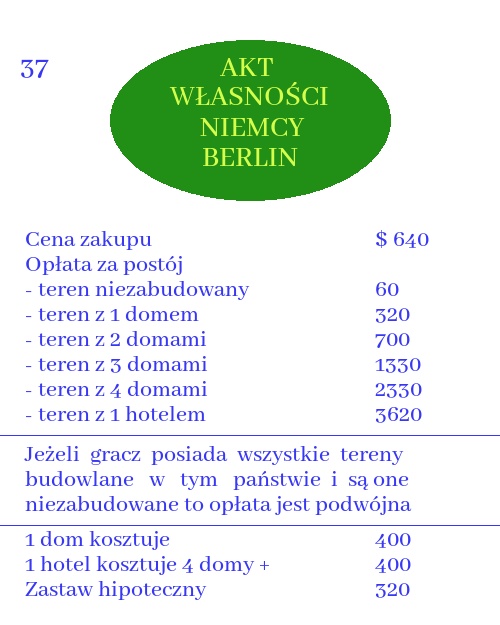 37
AKT
WŁASNOŚCI
NIEMCY
BERLIN
Cena zakupu $ 640
Opłata za postój
- teren niezabudowany 60
- teren z 1 domem 320
- teren z 2 domami 700
- teren z 3 domami 1330
- teren z 4 domami 2330
- teren z 1 hotelem 3620
Jeżeli gracz posiada wszystkie tereny
budowlane w tym państwie i są one
niezabudowane to opłata jest podwójna
1 dom kosztuje 400
1 hotel kosztuje 4 domy + 400
Zastaw hipoteczny 320